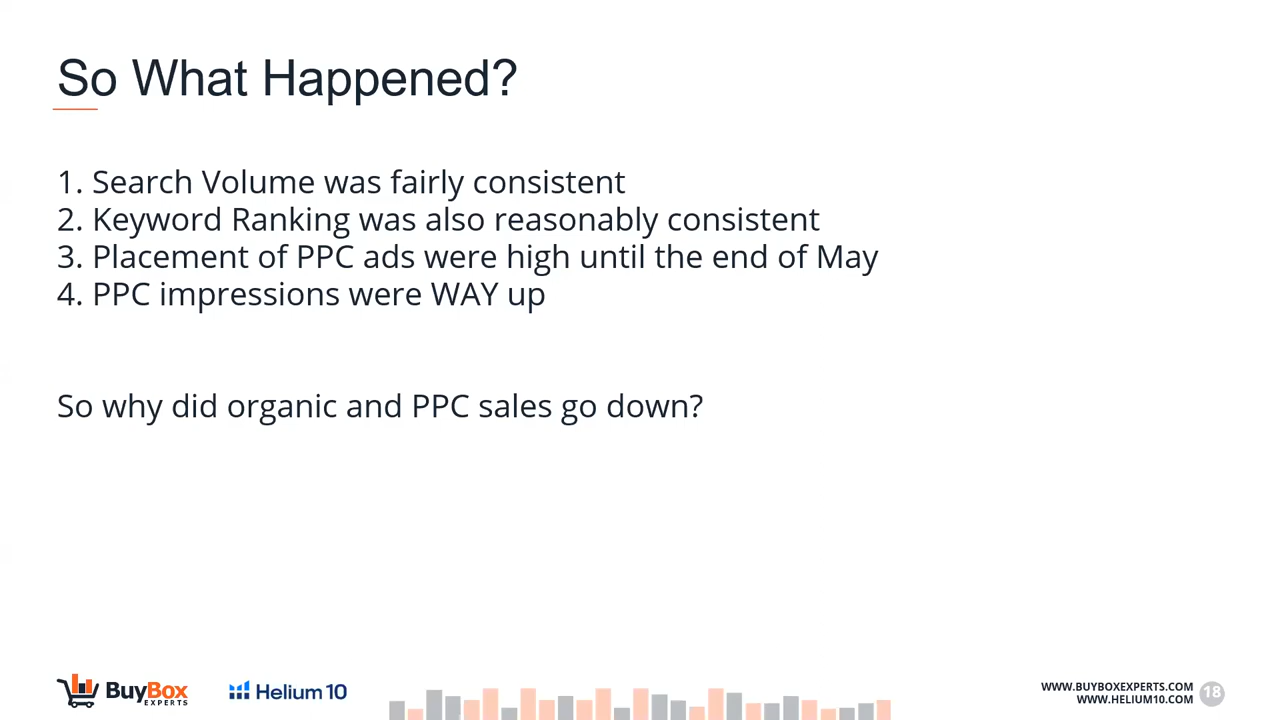 So What Happened?
1. Search Volume was fairly consistent
2. Keyword Ranking was also reasonably consistent
3. Placement of PPC ads were high until the end of May
4. PPC impressions were WAY up
So why did organic and PPC sales go down?
BuyBox
EXPERTS
Helium 10
WWW.BUYBOXEXPERTS.COM
WWW.HELIUM10.COM
18